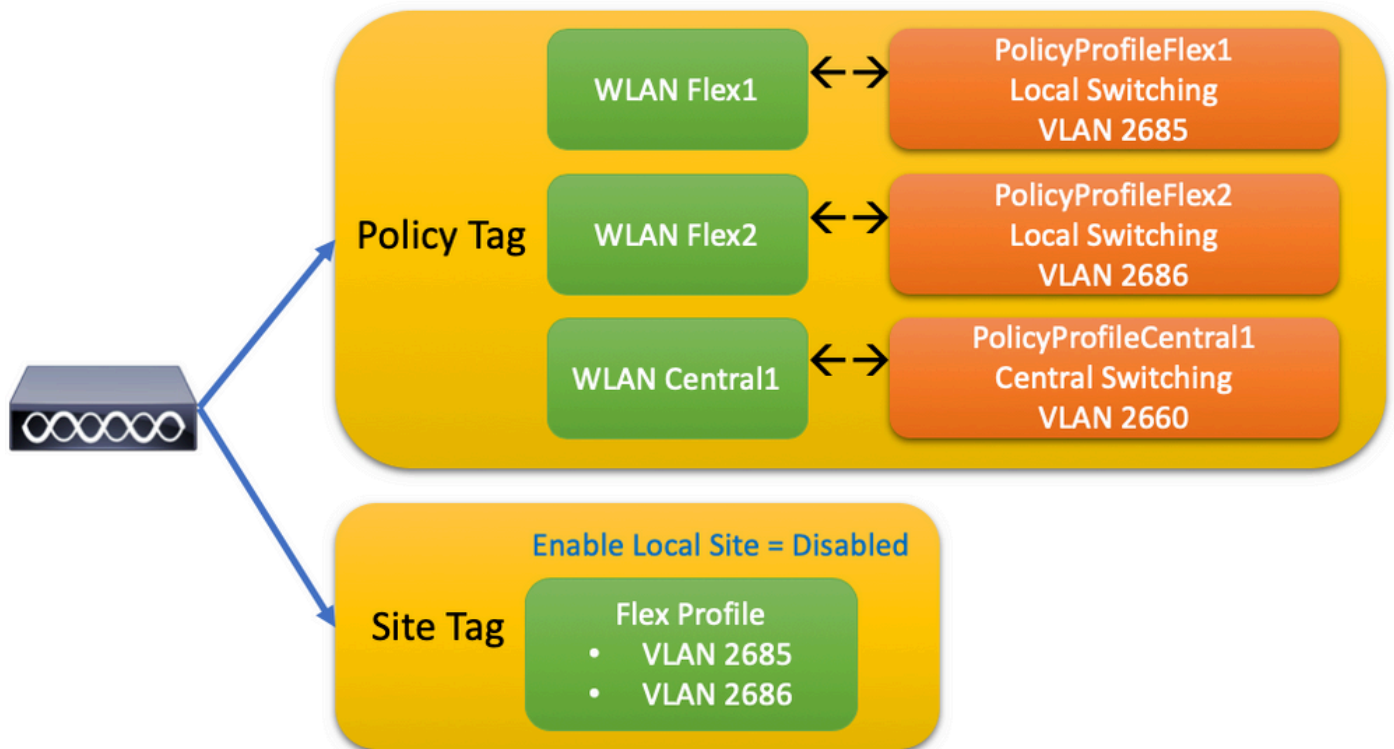 Policy Tag
WLAN Flex1
PolicyProfileFlex1
Local Switching
VLAN 2685
WLAN Flex2
PolicyProfileFlex2
Local Switching
VLAN 2686
WLAN Central1
PolicyProfileCentral1
Central Switching
VLAN 2660
Site Tag
Enable Local Site = Disabled
Flex Profile
• VLAN 2685
• VLAN 2686